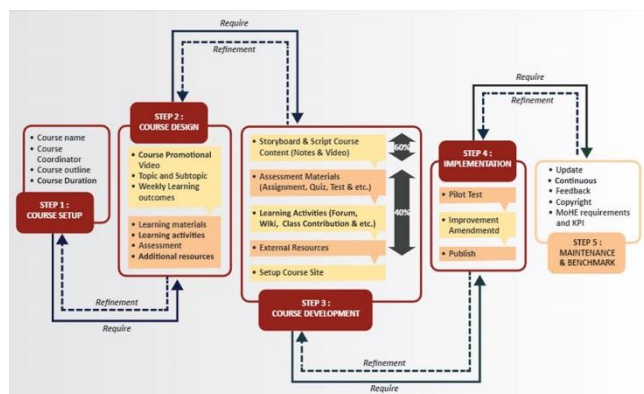 Require
Refinement
Require
Refinement
STEP 2 :
COURSE DESIGN
• Course name
• Course
Coordinator
• Course outline
• Course Duration
STEP 1 :
COURSE SETUP
• Course Promotional
Video
• Topic and Subtopic
• Weekly Learning
outcomes
• Learning materials
• Learning activities
• Assessment
• Additional resources
• Storyboard & Script Course
Content (Notes & Video)
60%
• Assessment Materials
(Assignment, Quiz, Test & etc.)
• Learning Activities (Forum,
Wiki, Class Contribution & etc.)
40%
• External Resources
• Setup Course Site
STEP 3 :
COURSE DEVELOPMENT
STEP 4 :
IMPLEMENTATION
• Pilot Test
• Improvement
Amendmentd
• Publish
• Update
• Continuous
• Feedback
• Copyright
• MoHE requirements
and KPI
STEP 5 :
MAINTENANCE
& BENCHMARK
Refinement
Require
Refinement
Require